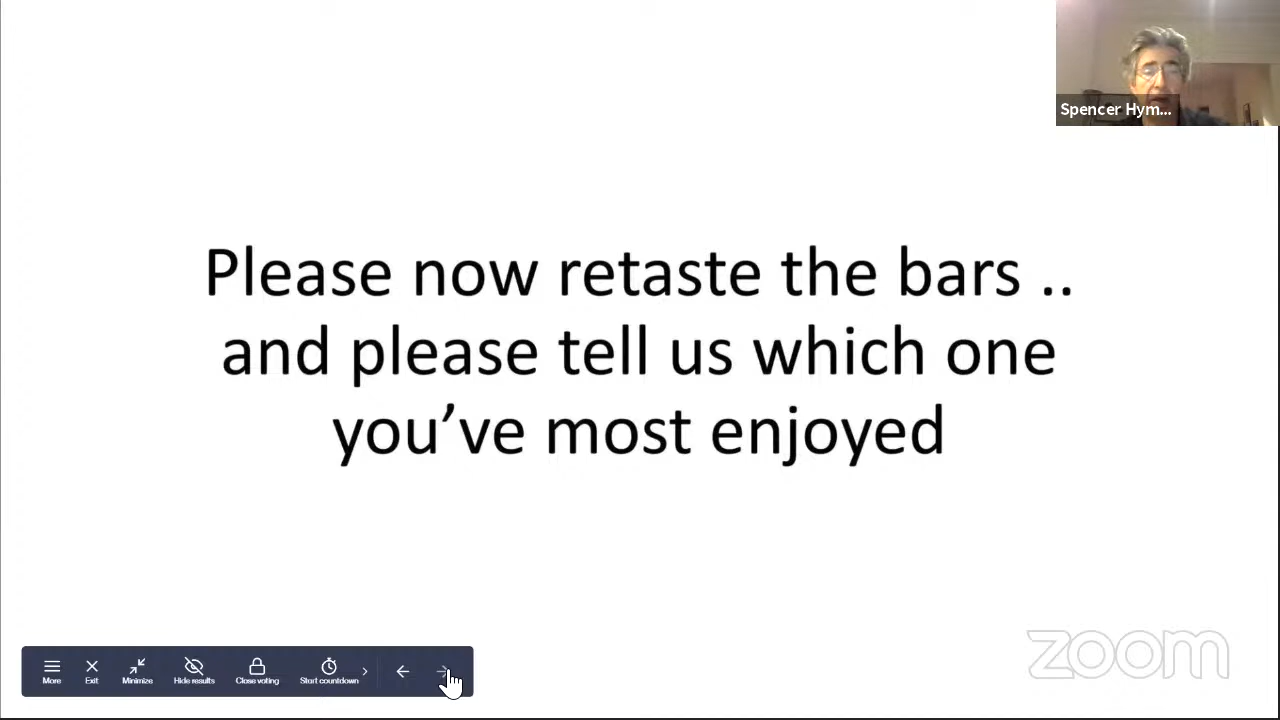 Spencer Hym...
Please now retaste the bars ..
and please tell us which one
you’ve most enjoyed
More
Exit
Minimize
Hide results
Close voting
Start countdown
zoom